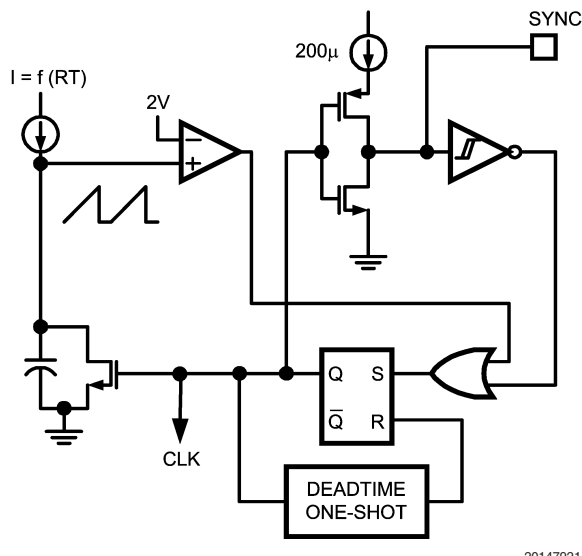 SYNC
200μ
I = f (RT)
2V
Q S
Q̅ R
CLK
DEADTIME
ONE-SHOT